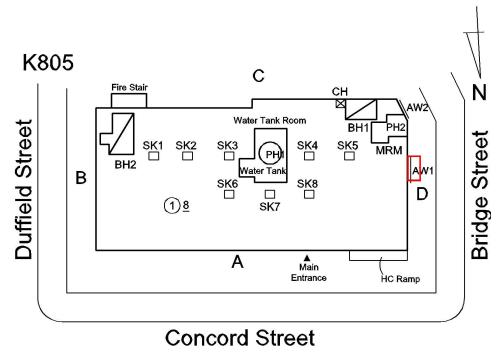 K805
N
Duffield Street
Bridge Street
Concord Street
Fire Stair
C
CH
AW2
Water Tank Room
BH1
PH2
MRM
BH2
SK1
SK2
SK3
PH1
SK4
SK5
Water Tank
AW1
B
D
SK6
SK7
SK8
1 8
A
Main
Entrance
HC Ramp